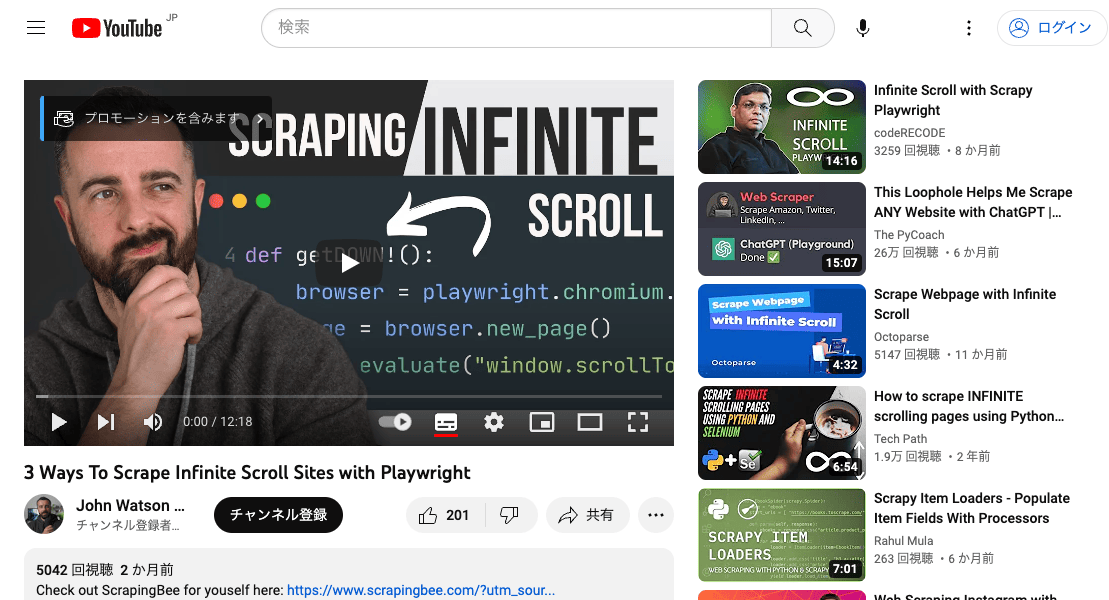 YouTube JP
検索
ログイン
プロモーションを含みます
SCRAPING INFINITE
SCROLL
4 def getDOWN!():
browser = playwright.chromium.
= browser.new_page()
evaluate("window.scrollTo
0:00 / 12:18
3 Ways To Scrape Infinite Scroll Sites with Playwright
John Watson ...
チャンネル登録者...
チャンネル登録
201
共有
5042 回視聴 2 か月前
Check out ScrapingBee for youself here: https://www.scrapingbee.com/?utm_sour...
INFINITE
SCROLL
14:16
Infinite Scroll with Scrapy
Playwright
codeRECODE
3259 回視聴 ・8 か月前
Web Scraper
Scrape Amazon, Twitter,
LinkedIn, ...
ChatGPT (Playground)
Done
15:07
This Loophole Helps Me Scrape
ANY Website with ChatGPT |...
The PyCoach
26万 回視聴 ・6 か月前
Scrape Webpage
with Infinite Scroll
Octoparse
4:32
Scrape Webpage with Infinite
Scroll
Octoparse
5147 回視聴 ・11 か月前
SCRAPE INFINITE
SCROLLING PAGES
USING PYTHON AND
SELENIUM
Se
6:54
How to scrape INFINITE
scrolling pages using Python...
Tech Path
1.9万 回視聴 ・2 年前
SCRAPY ITEM
LOADERS
WEB SCRAPING WITH PYTHON & SCRAPY
7:01
Scrapy Item Loaders - Populate
Item Fields With Processors
Rahul Mula
263 回視聴 ・6 か月前
Web Scraping Instagram with